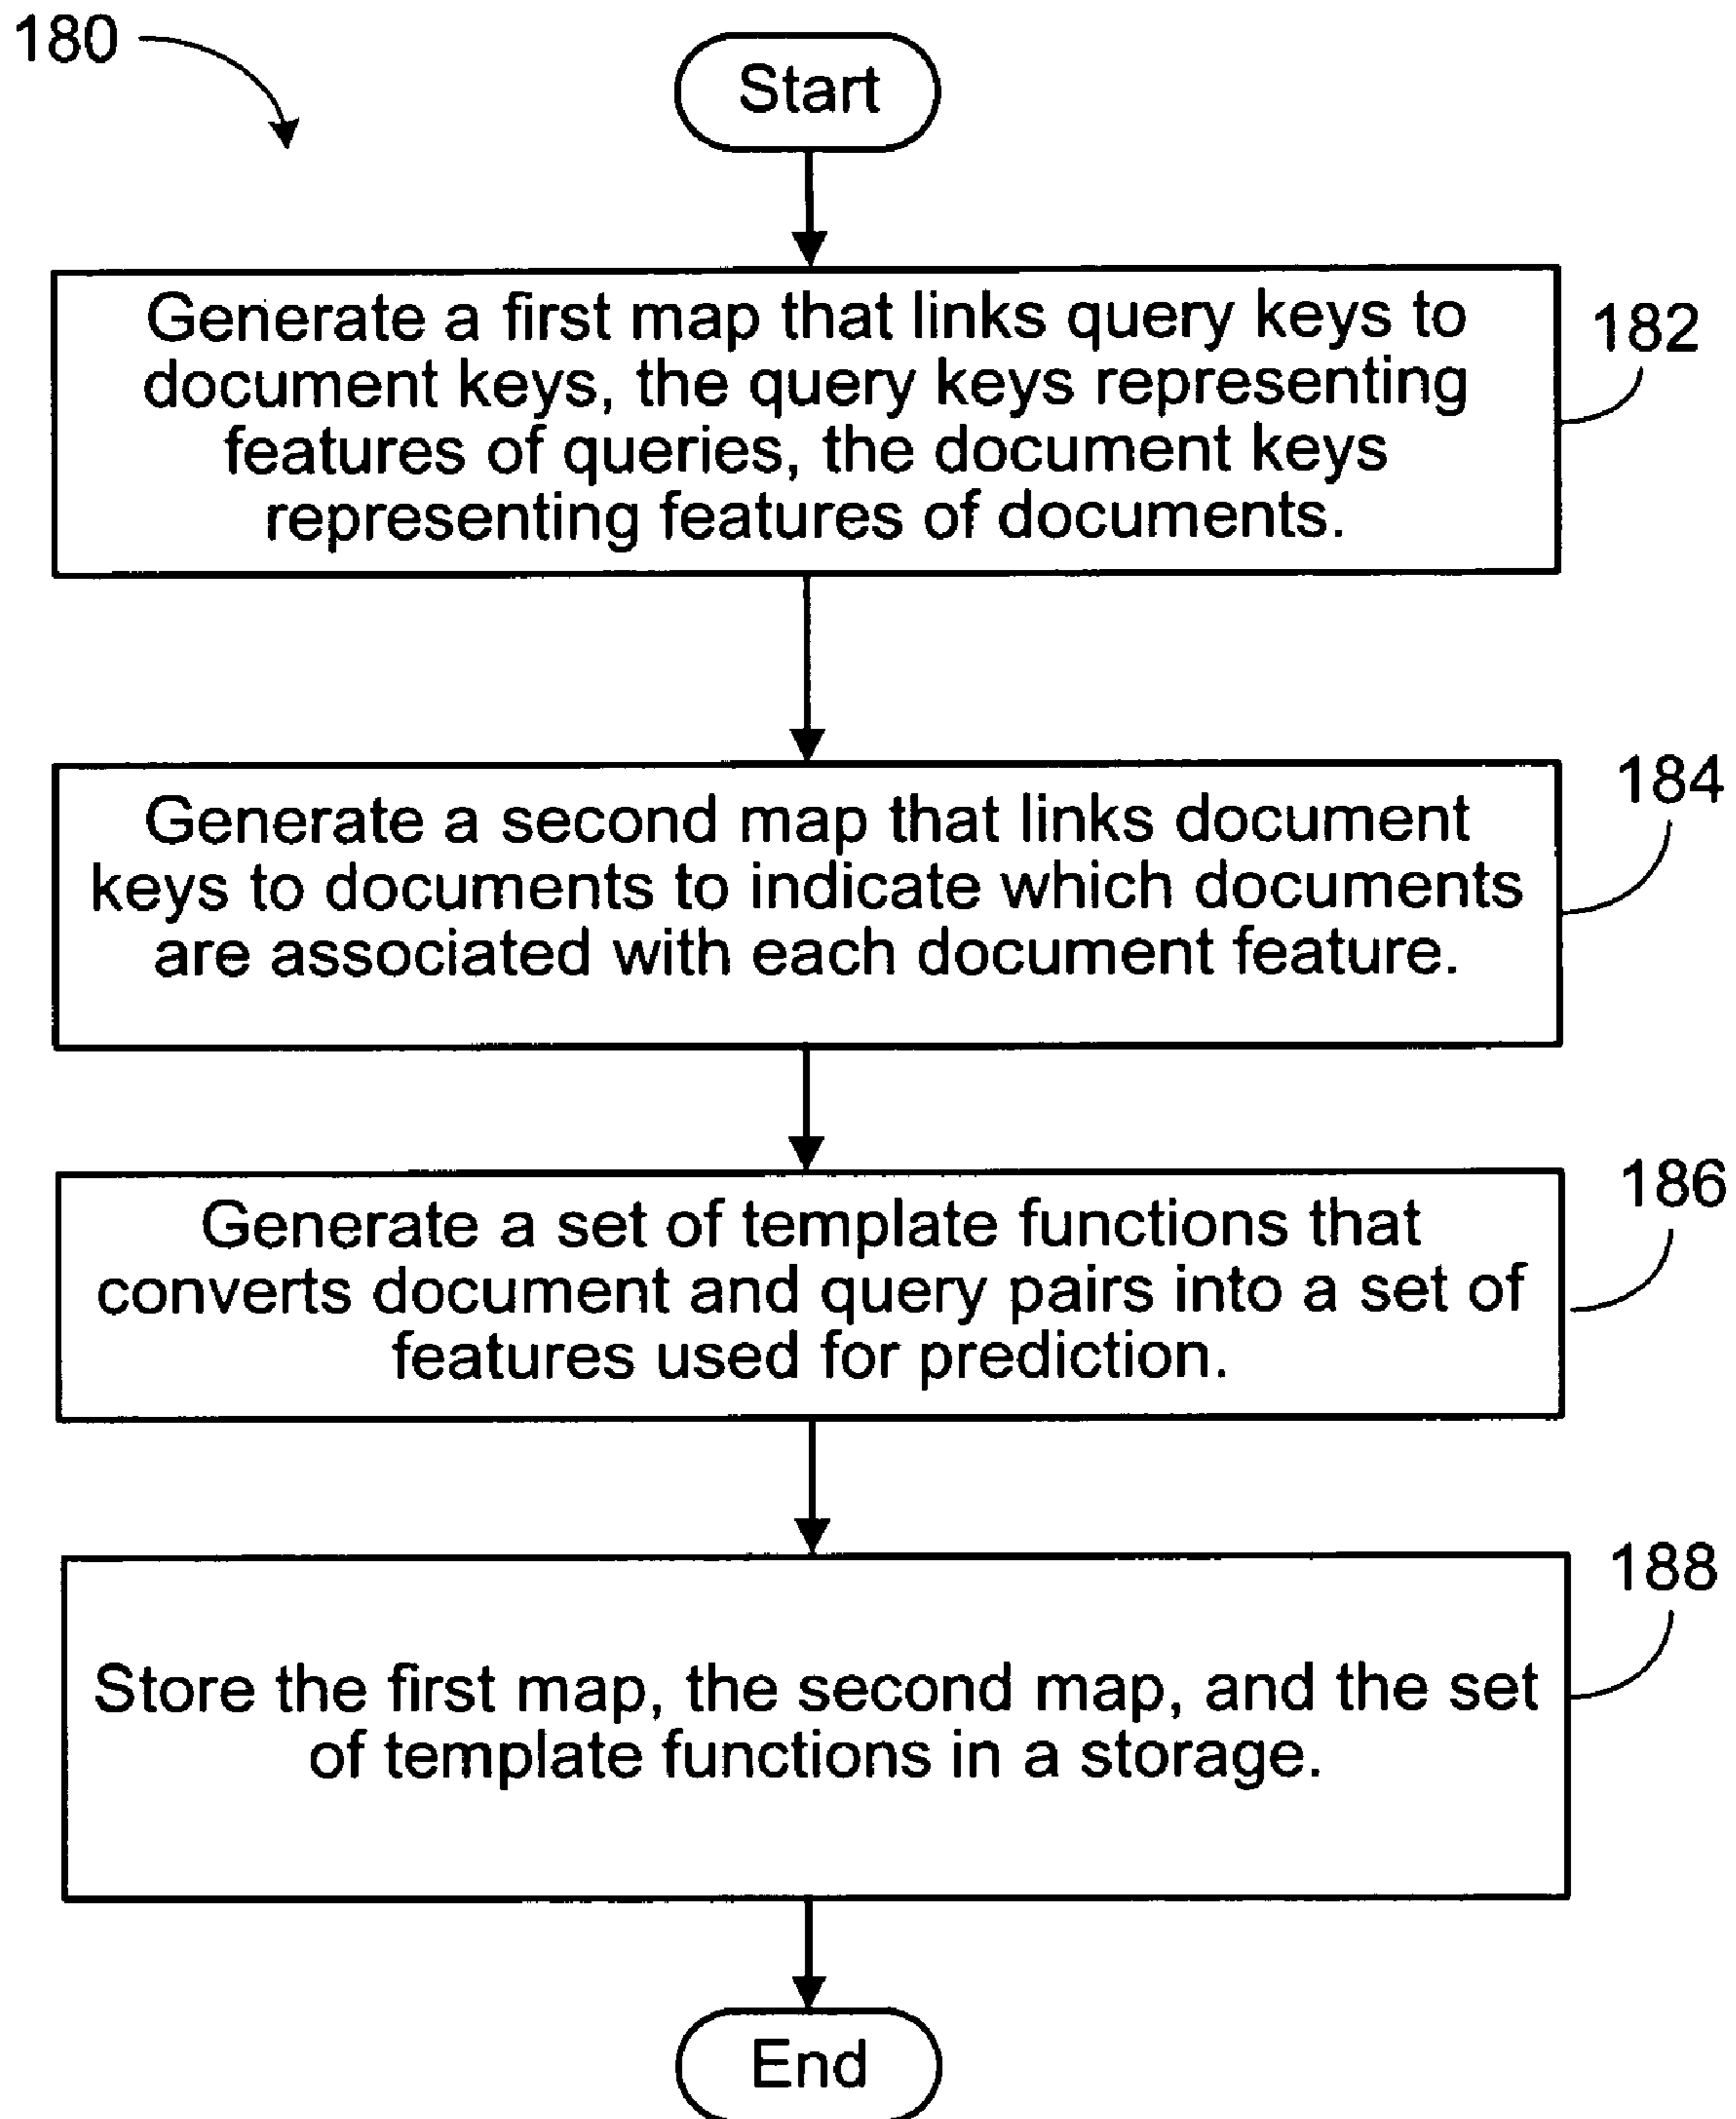 180
Start
Generate a first map that links query keys to
document keys, the query keys representing
features of queries, the document keys
representing features of documents.
182
Generate a second map that links document
keys to documents to indicate which documents
are associated with each document feature.
184
Generate a set of template functions that
converts document and query pairs into a set of
features used for prediction.
186
Store the first map, the second map, and the set
of template functions in a storage.
188
End